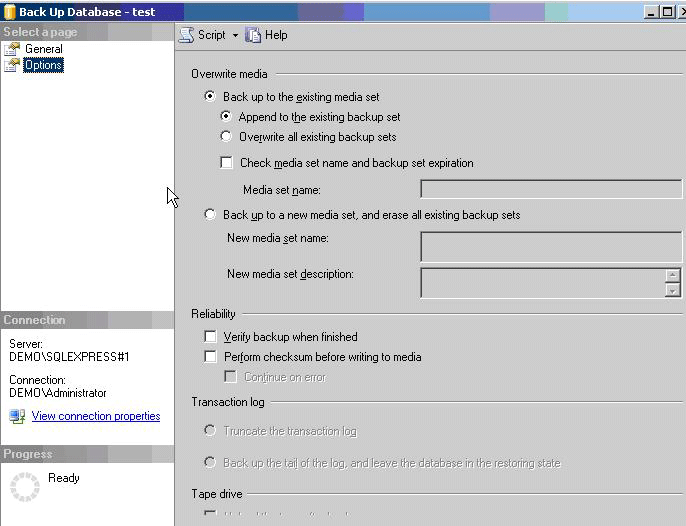 Back Up Database - test
Select a page
General
Options
Script
Help
Overwrite media
Back up to the existing media set
Append to the existing backup set
Overwrite all existing backup sets
Check media set name and backup set expiration
Media set name:
Back up to a new media set, and erase all existing backup sets
New media set name:
New media set description:
Reliability
Verify backup when finished
Perform checksum before writing to media
Continue on error
Transaction log
Truncate the transaction log
Back up the tail of the log, and leave the database in the restoring state
Tape drive
Connection
Server:
DEMO\SQLEXPRESS#1
Connection:
DEMO\Administrator
View connection properties
Progress
Ready